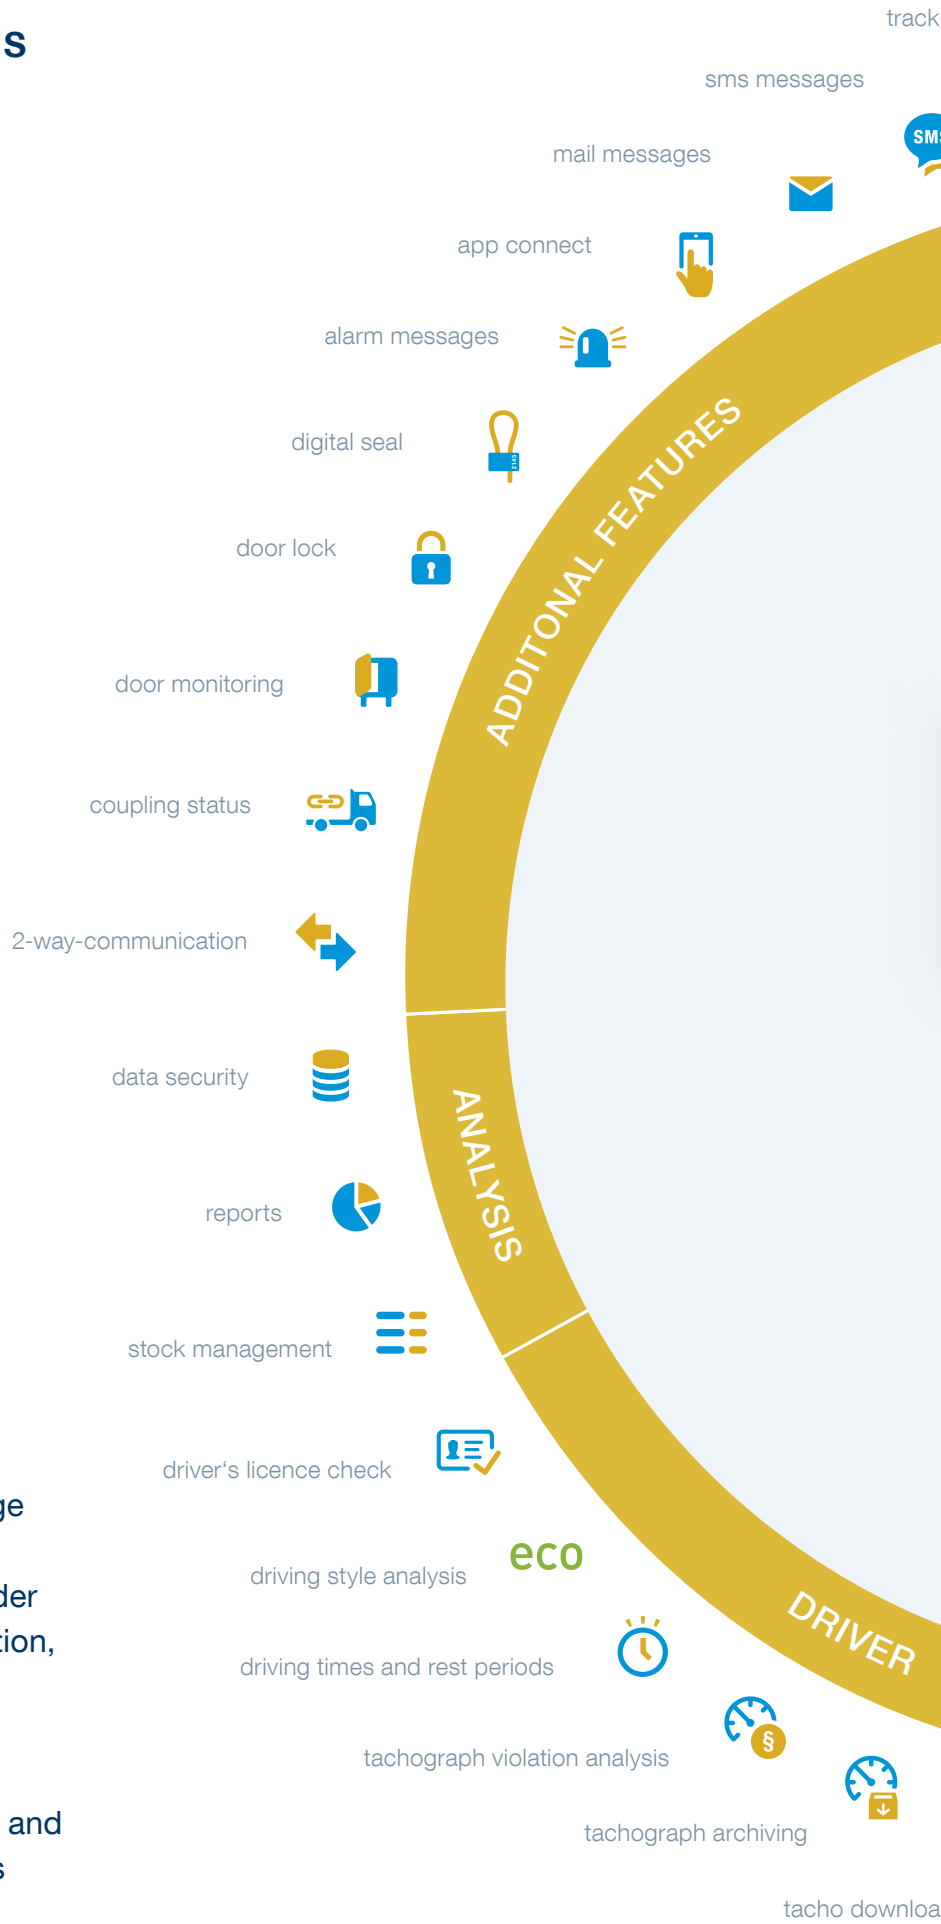 s
track
sms messages
SMS
mail messages
app connect
alarm messages
digital seal
2145
door lock
door monitoring
coupling status
2-way-communication
data security
reports
stock management
driver‘s licence check
eco
driving style analysis
driving times and rest periods
tachograph violation analysis
§
tachograph archiving
tacho downloa
ADDITONAL FEATURES
ANALYSIS
DRIVER
ge
der
tion,
and
s